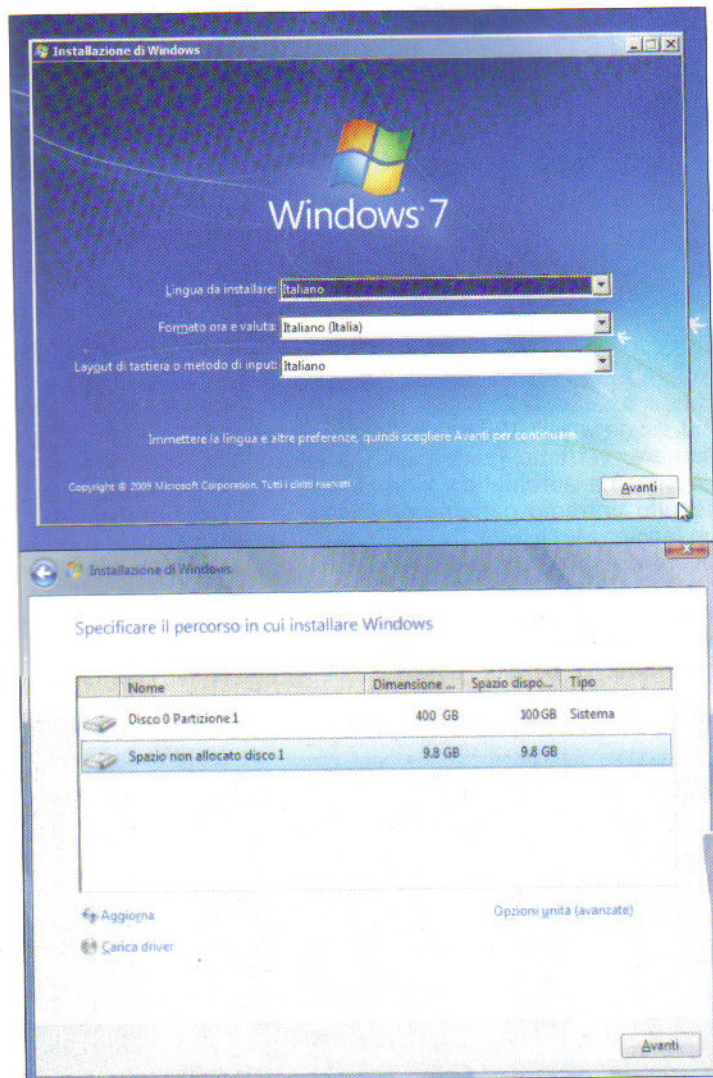 Installazione di Windows
Windows 7
Lingua da installare: Italiano
Formato ora e valuta: Italiano (Italia)
Layout di tastiera o metodo di input: Italiano
Immettere la lingua e altre preferenze, quindi scegliere Avanti per continuare.
Copyright © 2009 Microsoft Corporation. Tutti i diritti riservati
Avanti
Installazione di Windows
Specificare il percorso in cui installare Windows
Nome Dimensione ... Spazio dispo... Tipo
Disco 0 Partizione 1 400 GB 100 GB Sistema
Spazio non allocato disco 1 9.8 GB 9.8 GB
Aggiorna Opzioni unità (avanzate)
Carica driver
Avanti